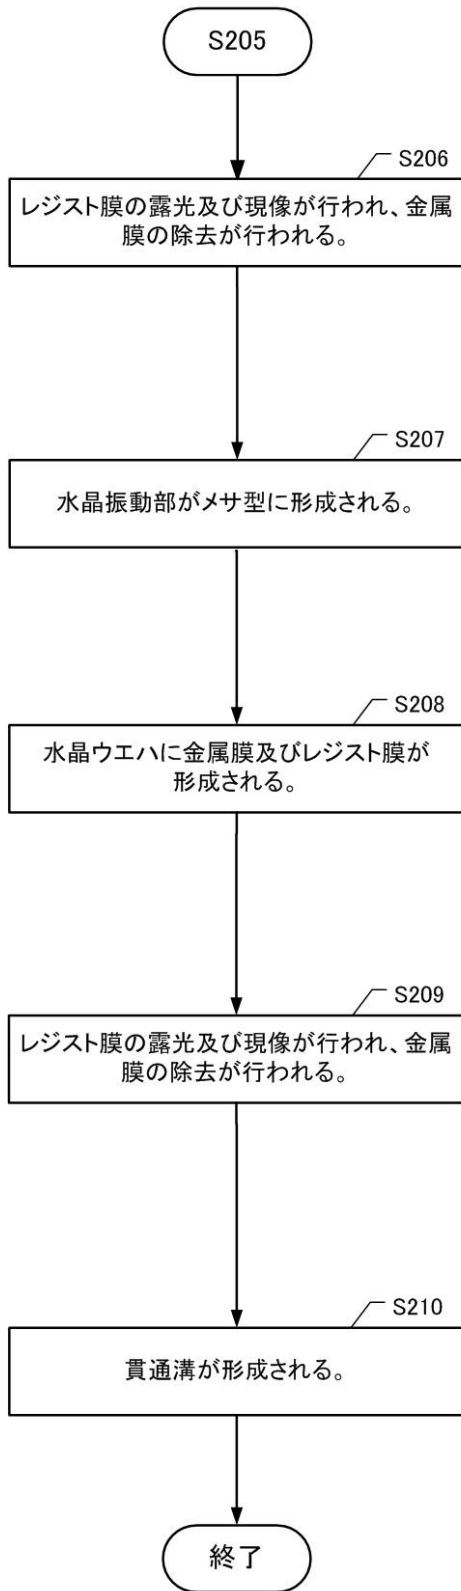 S205
S206
レジスト膜の露光及び現像が行われ、金属
膜の除去が行われる。
S207
水晶振動部がメサ型に形成される。
S208
水晶ウエハに金属膜及びレジスト膜が
形成される。
S209
レジスト膜の露光及び現像が行われ、金属
膜の除去が行われる。
S210
貫通溝が形成される。
終了